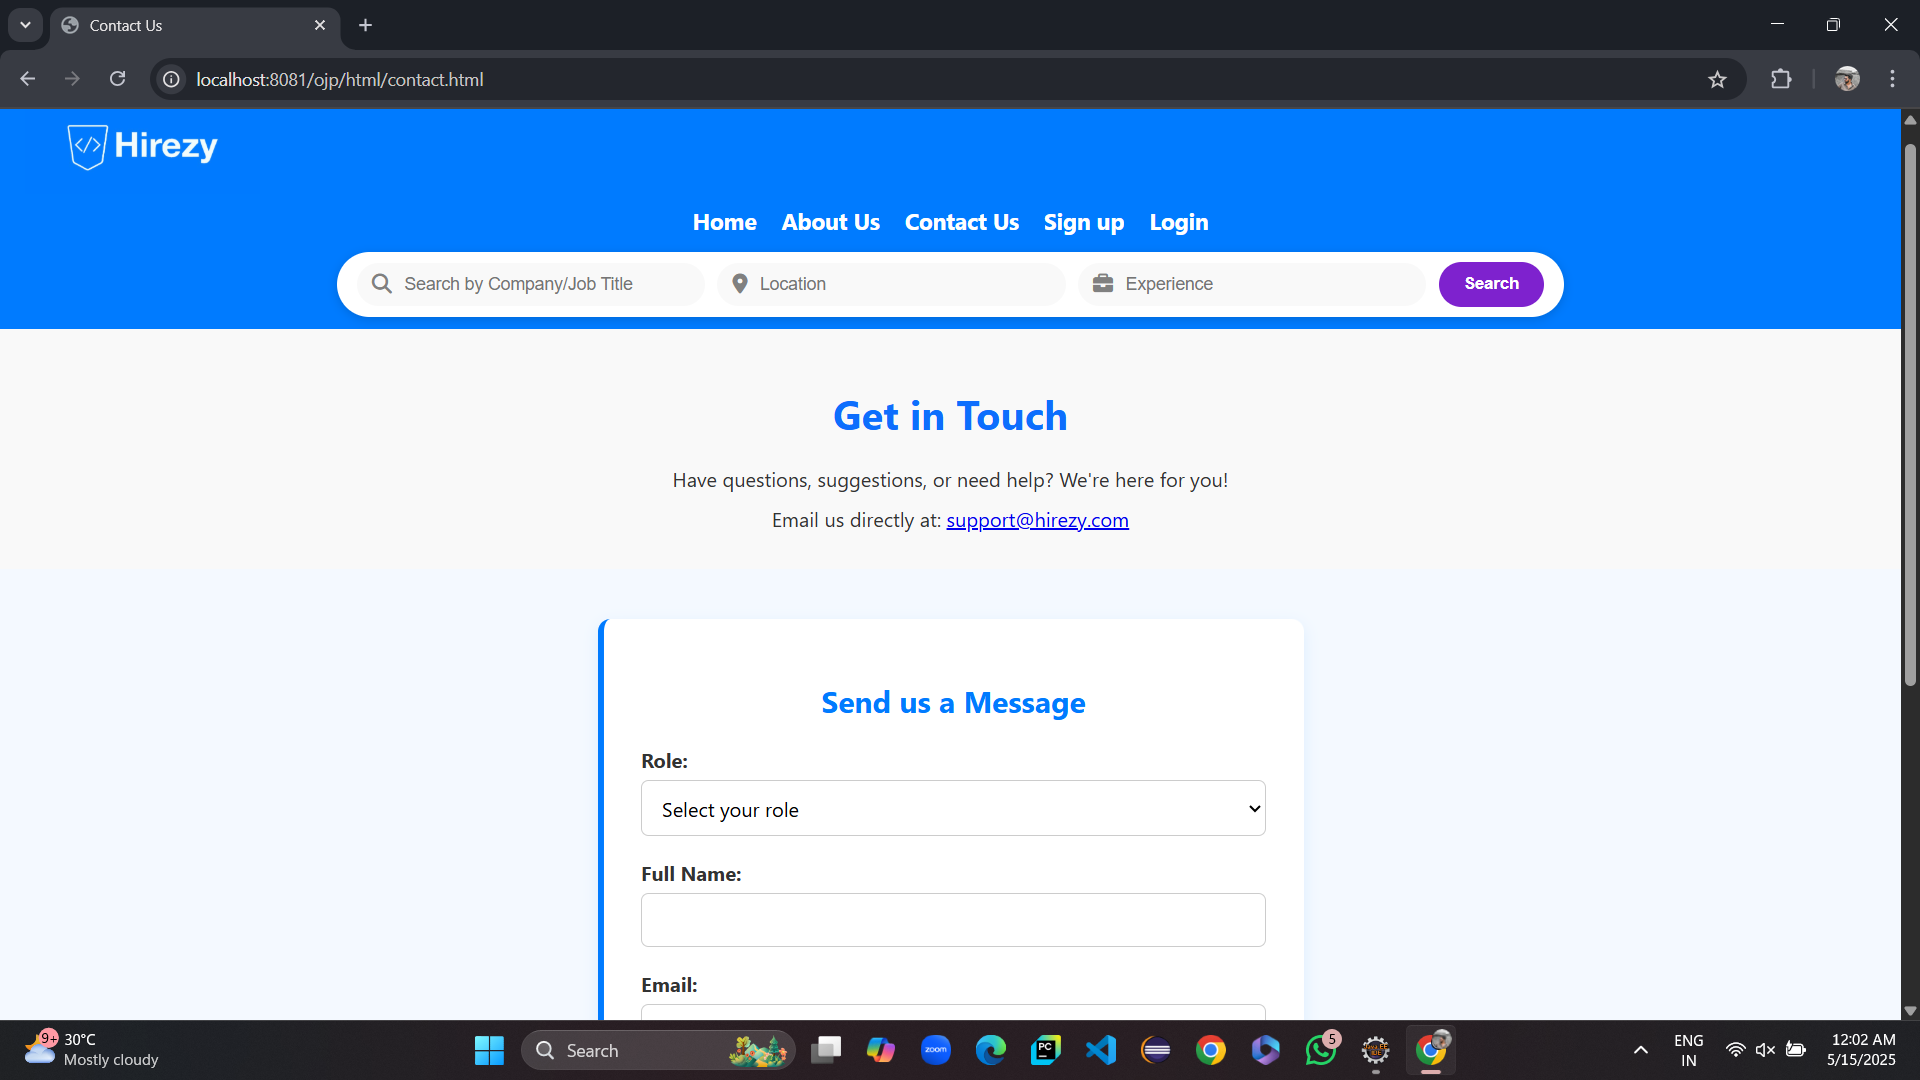 Contact Us
localhost:8081/ojp/html/contact.html
</> Hirezy
Home About Us Contact Us Sign up Login
Search by Company/Job Title Location Experience Search
Get in Touch
Have questions, suggestions, or need help? We're here for you!
Email us directly at: support@hirezy.com
Send us a Message
Role:
Select your role
Full Name:
Email:
9+ 30°C
Mostly cloudy
Search
zoom
PC
5
ENG
IN
12:02 AM
5/15/2025